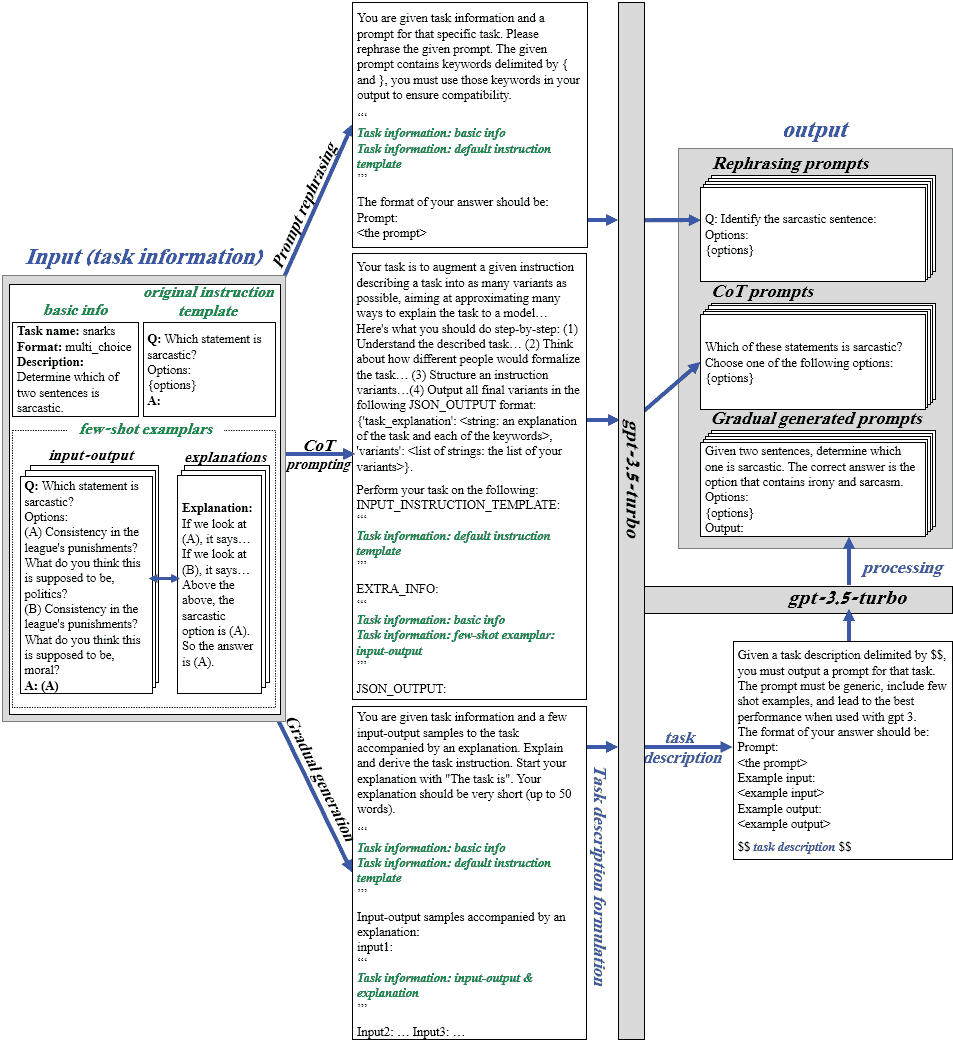 Input (task information)
basic info
original instruction
template
Task name: snarks
Format: multi_choice
Description:
Determine which of
two sentences is
sarcastic.
Q: Which statement is
sarcastic?
Options:
{options}
A:
few-shot examplars
input-output
explanations
Q: Which statement is
sarcastic?
Options:
(A) Consistency in the
league's punishments?
What do you think this
is supposed to be,
politics?
(B) Consistency in the
league's punishments?
What do you think this
is supposed to be,
moral?
A: (A)
Explanation:
If we look at
(A), it says…
If we look at
(B), it says…
Above the
above, the
sarcastic
option is (A).
So the answer
is (A).
Prompt rephrasing
CoT
prompting
Gradual generation
You are given task information and a
prompt for that specific task. Please
rephrase the given prompt. The given
prompt contains keywords delimited by {
and }, you must use those keywords in your
output to ensure compatibility.
“
Task information: basic info
Task information: default instruction
template
”
The format of your answer should be:
Prompt:
<the prompt>
Your task is to augment a given instruction
describing a task into as many variants as
possible, aiming at approximating many
ways to explain the task to a model…
Here's what you should do step-by-step: (1)
Understand the described task… (2) Think
about how different people would formalize
the task… (3) Structure an instruction
variants…(4) Output all final variants in the
following JSON_OUTPUT format:
{'task_explanation': <string: an explanation
of the task and each of the keywords>,
'variants': <list of strings: the list of your
variants>}.
Perform your task on the following:
INPUT_INSTRUCTION_TEMPLATE:
“
Task information: default instruction
template
”
EXTRA_INFO:
“
Task information: basic info
Task information: few-shot examplar:
input-output
”
JSON_OUTPUT:
You are given task information and a few
input-output samples to the task
accompanied by an explanation. Explain
and derive the task instruction. Start your
explanation with "The task is". Your
explanation should be very short (up to 50
words).
“
Task information: basic info
Task information: default instruction
template
”
Input-output samples accompanied by an
explanation:
input1:
“
Task information: input-output &
explanation
”
Input2: … Input3: …
Task description formulation
gpt-3.5-turbo
output
Rephrasing prompts
Q: Identify the sarcastic sentence:
Options:
{options}
CoT prompts
Which of these statements is sarcastic?
Choose one of the following options:
{options}
Gradual generated prompts
Given two sentences, determine which
one is sarcastic. The correct answer is the
option that contains irony and sarcasm.
Options:
{options}
Output:
processing
gpt-3.5-turbo
task
description
Given a task description delimited by $$,
you must output a prompt for that task.
The prompt must be generic, include few
shot examples, and lead to the best
performance when used with gpt 3.
The format of your answer should be:
Prompt:
<the prompt>
Example input:
<example input>
Example output:
<example output>
$$ task description $$